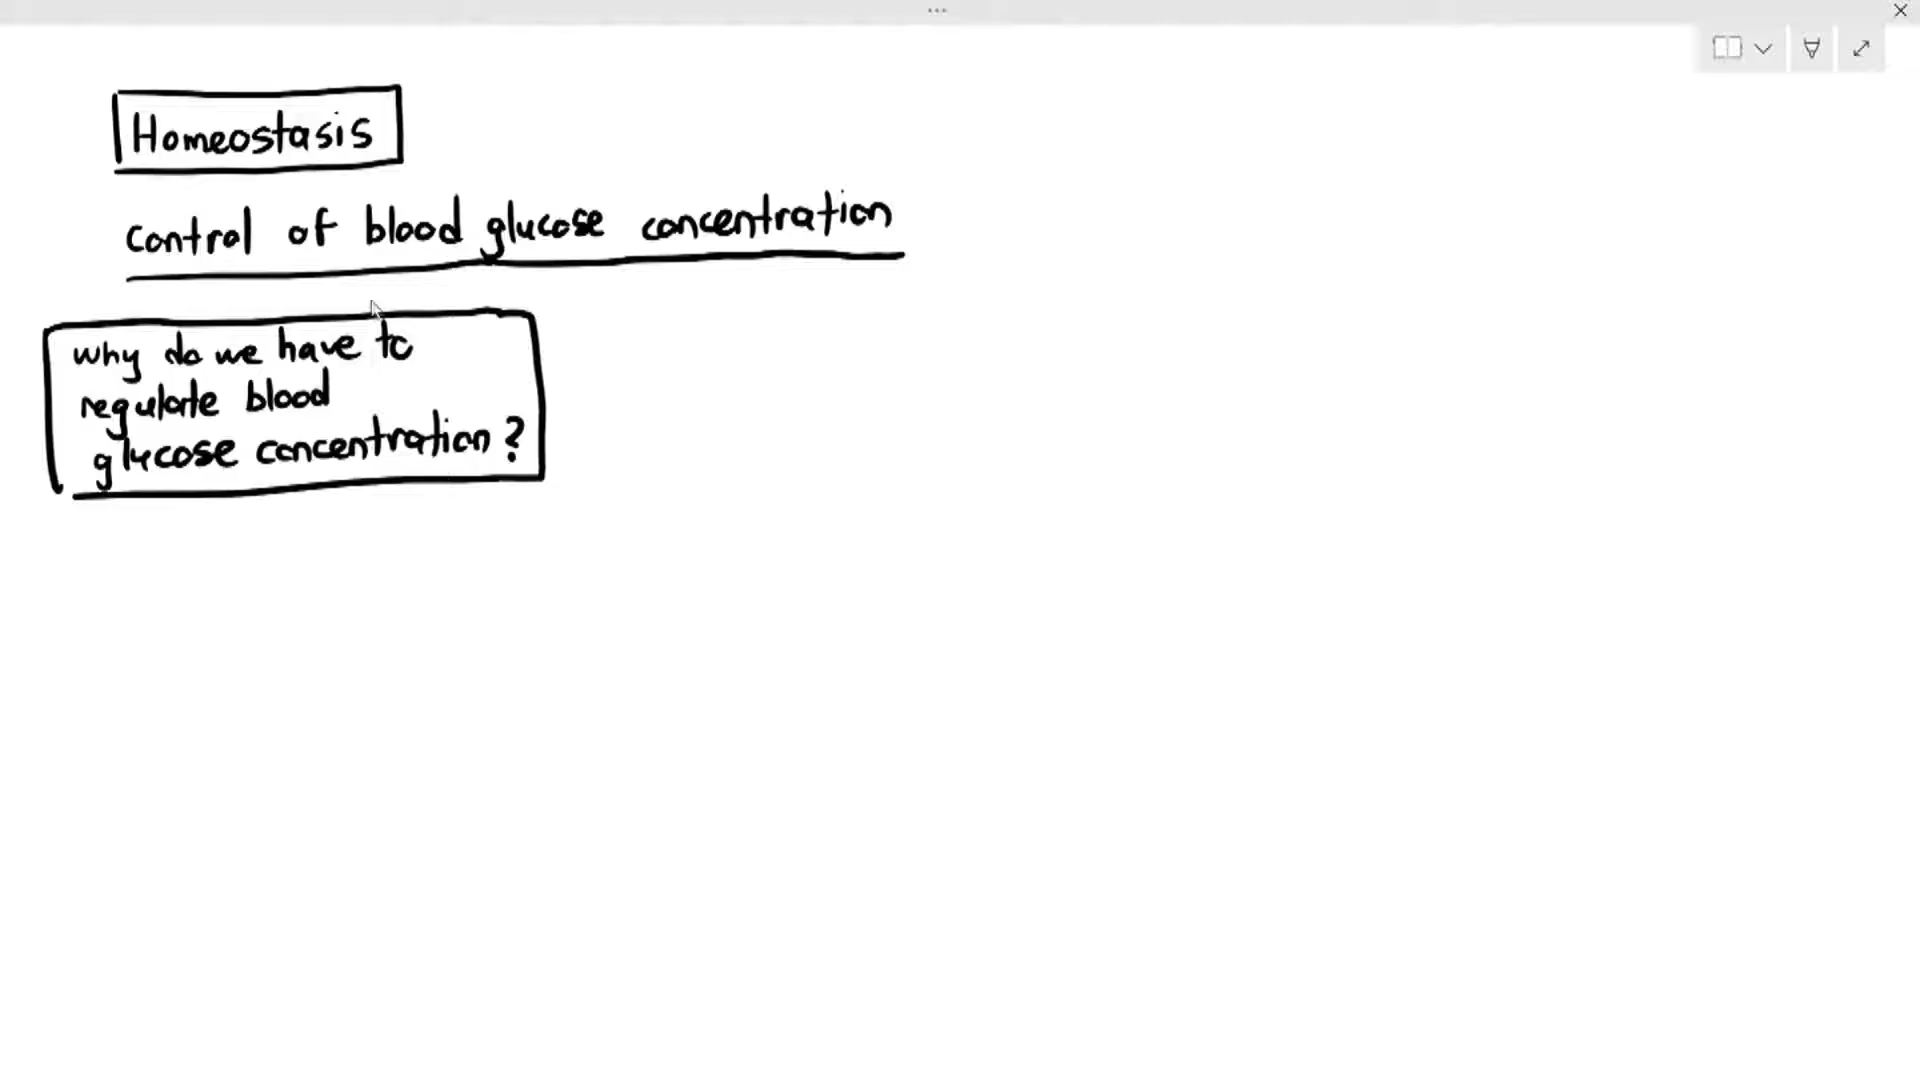 Homeostasis
control of blood glucose concentration
why do we have to
regulate blood
glucose concentration?